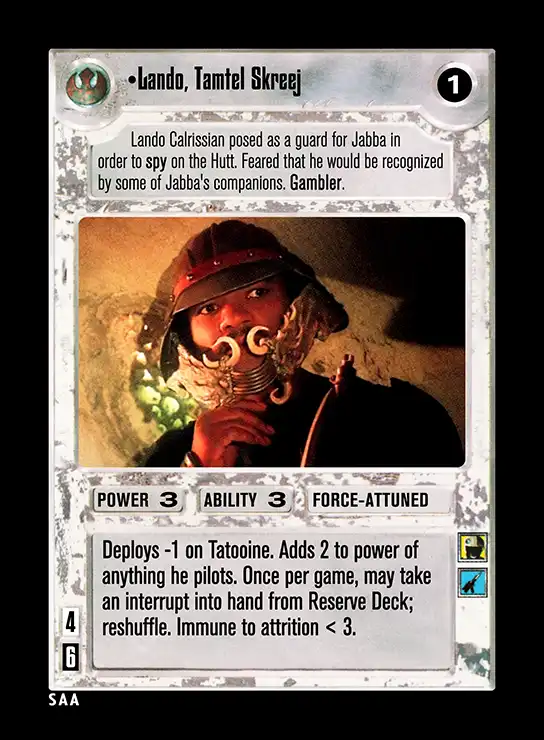 •Lando, Tamtel Skreej
1
Lando Calrissian posed as a guard for Jabba in
order to spy on the Hutt. Feared that he would be recognized
by some of Jabba's companions. Gambler.
POWER 3 ABILITY 3 FORCE-ATTUNED
Deploys -1 on Tatooine. Adds 2 to power of
anything he pilots. Once per game, may take
an interrupt into hand from Reserve Deck;
reshuffle. Immune to attrition < 3.
4
6
SAA